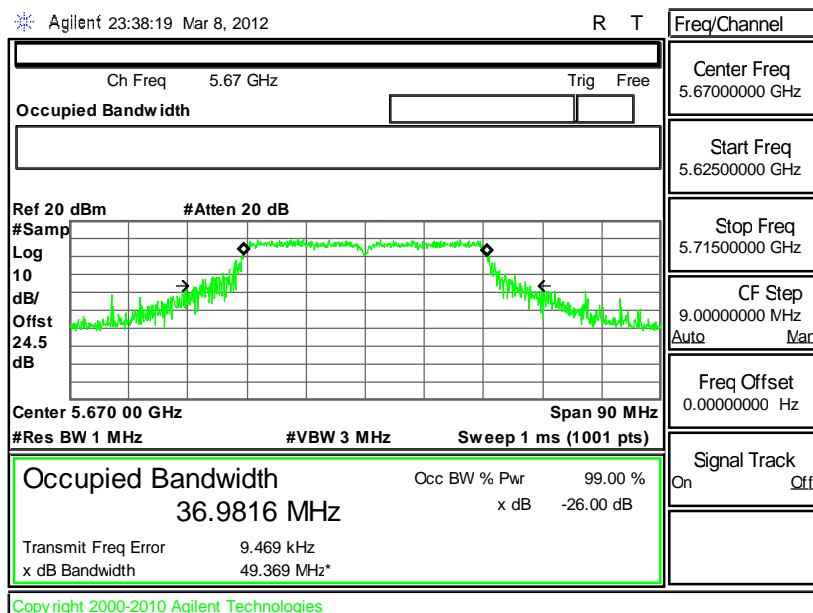 Agilent 23:38:19 Mar 8, 2012 R T
Freq/Channel
Ch Freq 5.67 GHz Trig Free
Occupied Bandwidth
Center Freq
5.67000000 GHz
Start Freq
5.62500000 GHz
Stop Freq
5.71500000 GHz
CF Step
9.00000000 MHz
Auto Man
Freq Offset
0.00000000 Hz
Signal Track
On Off
Ref 20 dBm #Atten 20 dB
#Samp
Log
10
dB/
Offst
24.5
dB
Center 5.670 00 GHz Span 90 MHz
#Res BW 1 MHz #VBW 3 MHz Sweep 1 ms (1001 pts)
Occupied Bandwidth
36.9816 MHz
Occ BW % Pwr 99.00 %
x dB -26.00 dB
Transmit Freq Error 9.469 kHz
x dB Bandwidth 49.369 MHz*
Copyright 2000-2010 Agilent Technologies